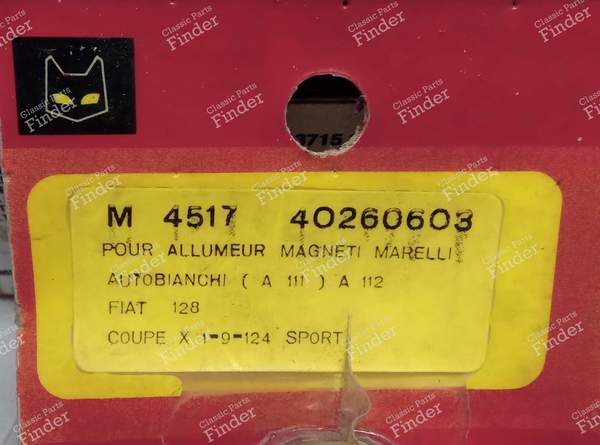 3715
M 4517 40260603
POUR ALLUMEUR MAGNETI MARELLI
AUTOBIANCHI ( A 111 ) A 112
FIAT 128
COUPE X 1-9-124 SPORT
Classic Parts
Finder